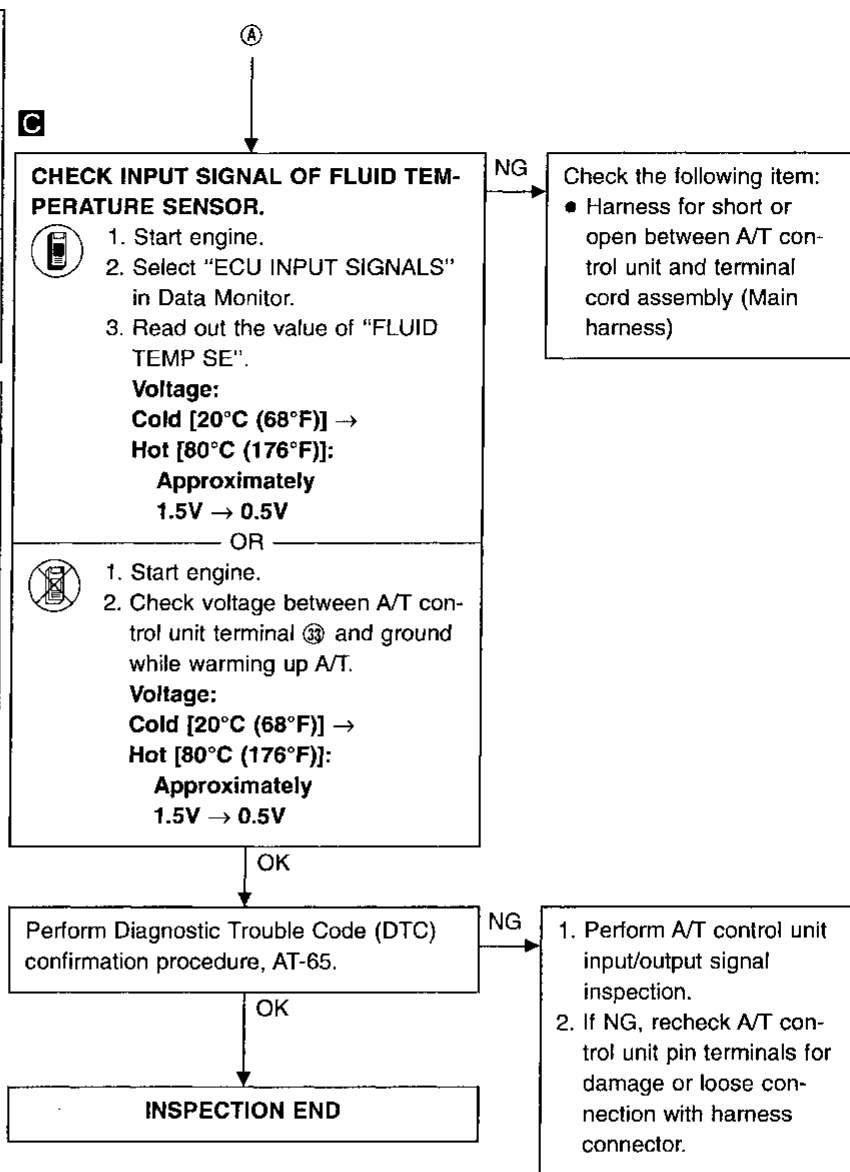 Ⓐ
C
CHECK INPUT SIGNAL OF FLUID TEM-
PERATURE SENSOR.
1. Start engine.
2. Select "ECU INPUT SIGNALS"
in Data Monitor.
3. Read out the value of "FLUID
TEMP SE".
Voltage:
Cold [20°C (68°F)] →
Hot [80°C (176°F)]:
Approximately
1.5V → 0.5V
OR
1. Start engine.
2. Check voltage between A/T con-
trol unit terminal ㉝ and ground
while warming up A/T.
Voltage:
Cold [20°C (68°F)] →
Hot [80°C (176°F)]:
Approximately
1.5V → 0.5V
NG
Check the following item:
● Harness for short or
open between A/T con-
trol unit and terminal
cord assembly (Main
harness)
OK
Perform Diagnostic Trouble Code (DTC)
confirmation procedure, AT-65.
NG
1. Perform A/T control unit
input/output signal
inspection.
2. If NG, recheck A/T con-
trol unit pin terminals for
damage or loose con-
nection with harness
connector.
OK
INSPECTION END